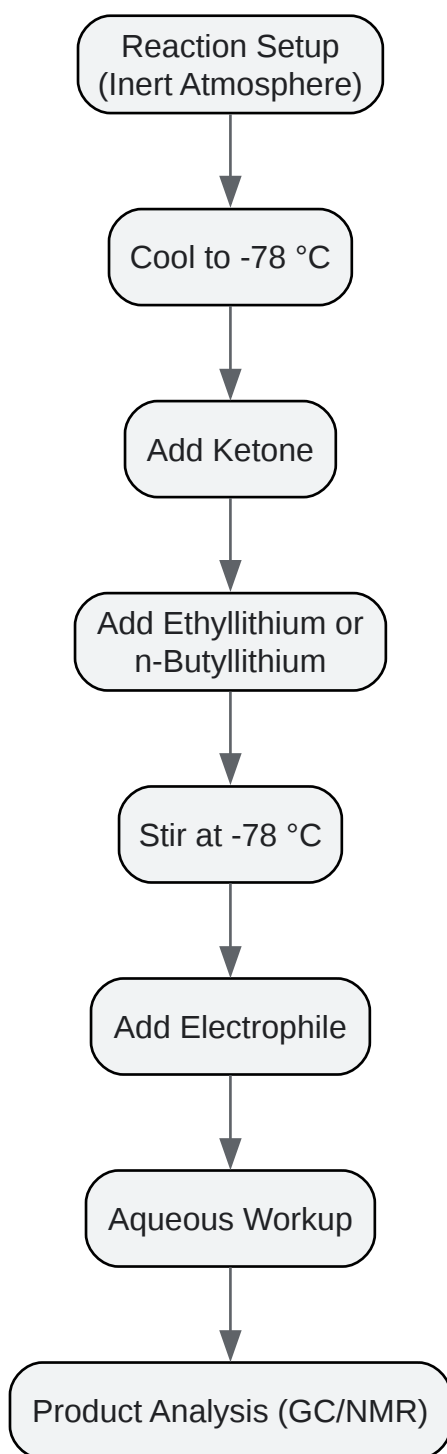 Reaction Setup
(Inert Atmosphere)
Cool to -78 °C
Add Ketone
Add Ethyllithium or
n-Butyllithium
Stir at -78 °C
Add Electrophile
Aqueous Workup
Product Analysis (GC/NMR)